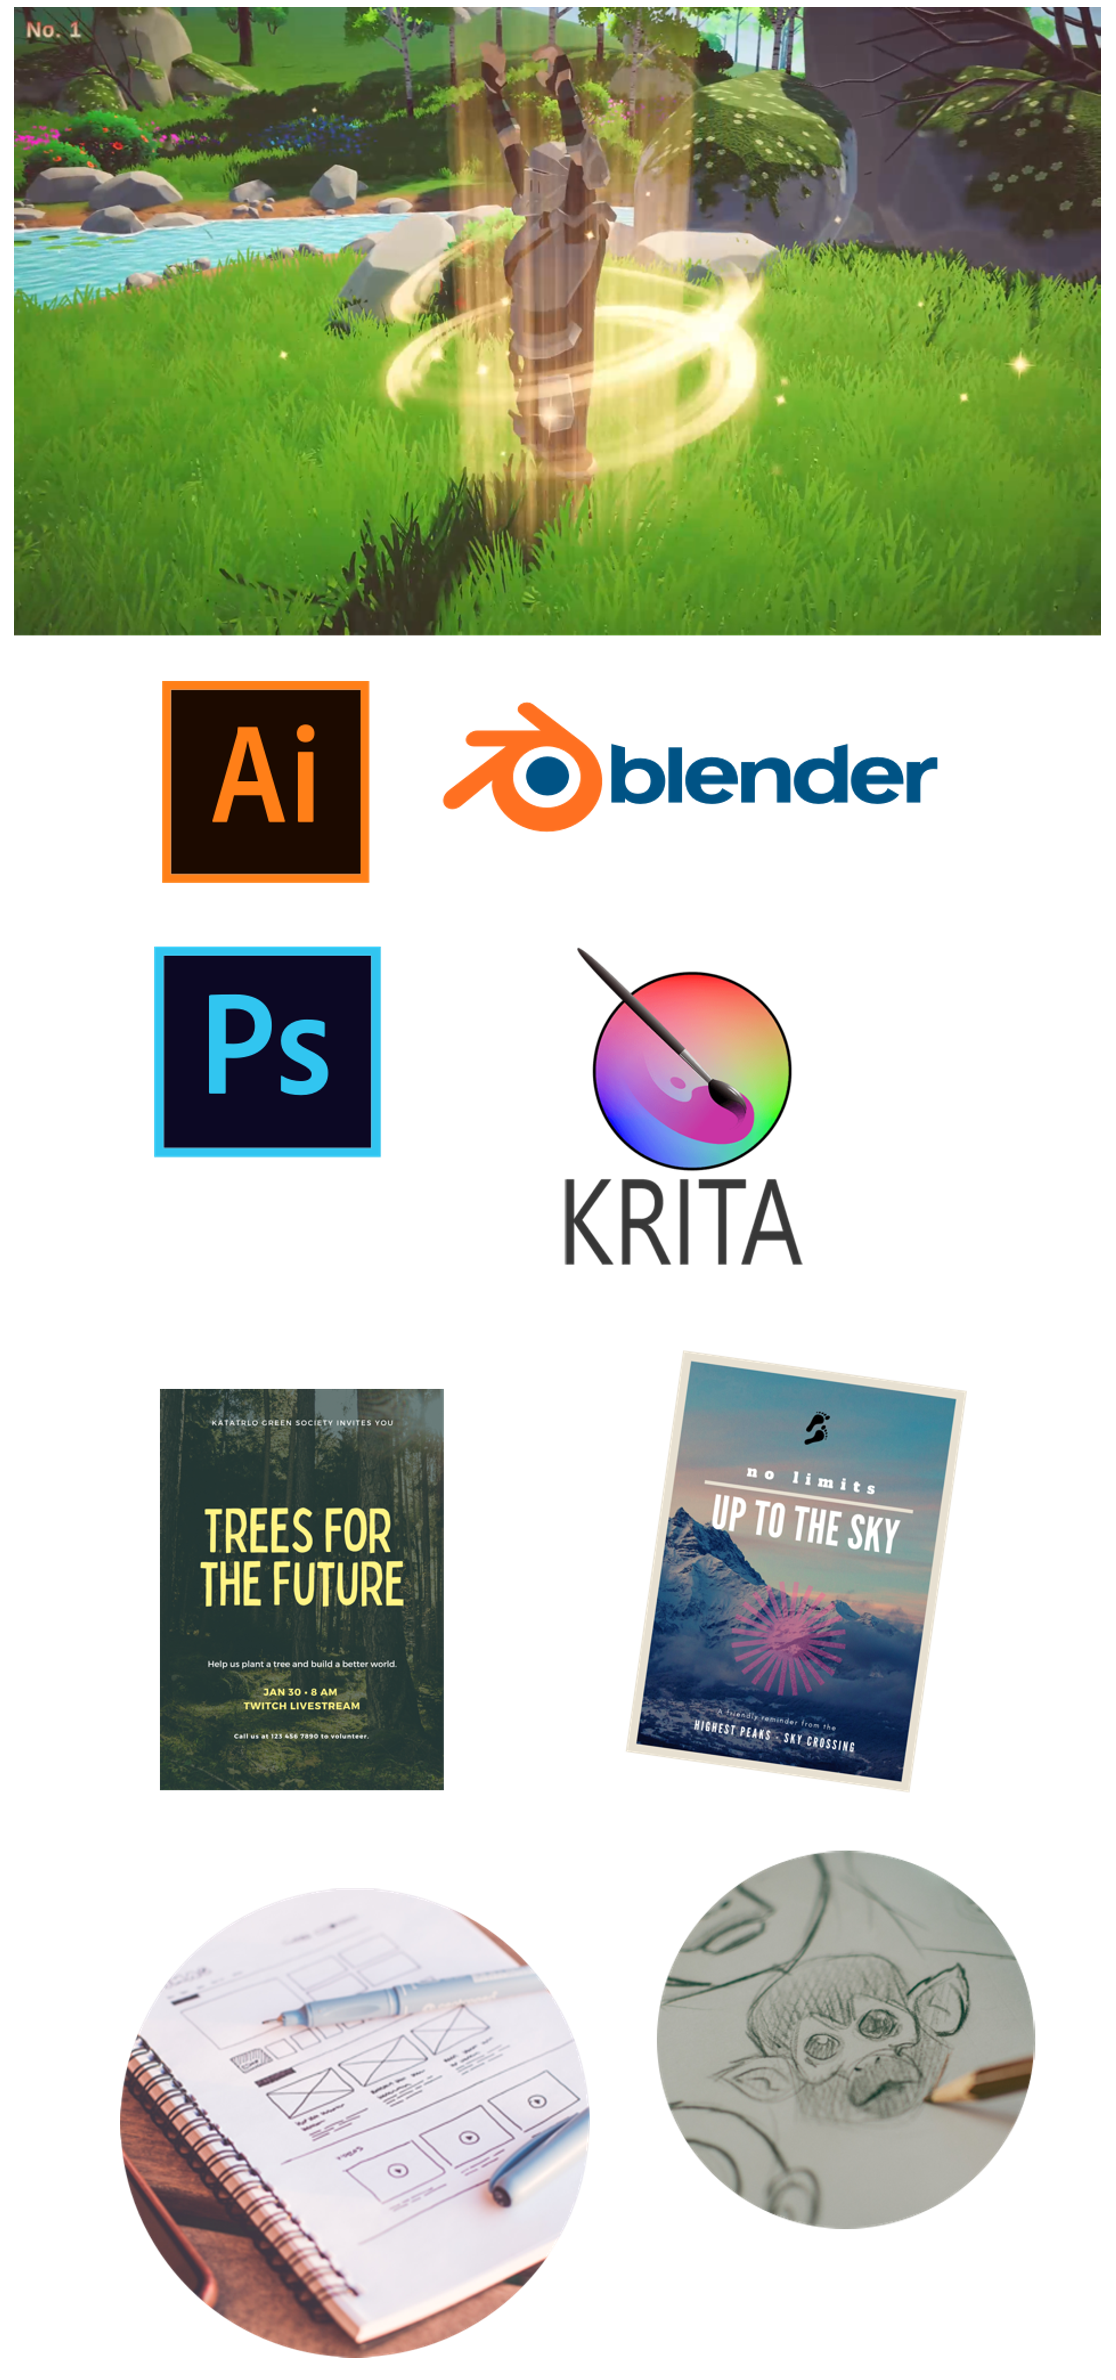 No. 1
Ai
blender
Ps
KRITA
KATATRLO GREEN SOCIETY INVITES YOU
TREES FOR
THE FUTURE
Help us plant a tree and build a better world.
JAN 30 • 8 AM
TWITCH LIVESTREAM
Call us at 123 456 7890 to volunteer.
no limits
UP TO THE SKY
A friendly reminder from the
HIGHEST PEAKS - SKY CROSSING